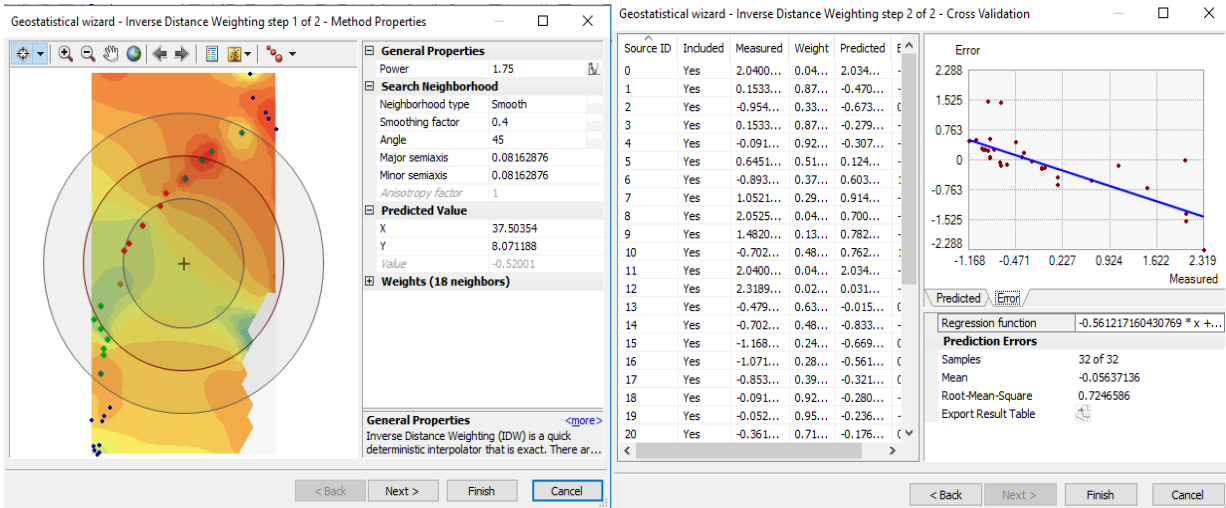 Geostatistical wizard - Inverse Distance Weighting step 1 of 2 - Method Properties
General Properties
Power 1.75
Search Neighborhood
Neighborhood type Smooth
Smoothing factor 0.4
Angle 45
Major semiaxis 0.08162876
Minor semiaxis 0.08162876
Anisotropy factor 1
Predicted Value
X 37.50354
Y 8.071188
Value -0.52001
Weights (18 neighbors)
General Properties <more>
Inverse Distance Weighting (IDW) is a quick
deterministic interpolator that is exact. There ar...
< Back Next > Finish Cancel
Geostatistical wizard - Inverse Distance Weighting step 2 of 2 - Cross Validation
Source ID Included Measured Weight Predicted E
0 Yes 2.0400... 0.04... 2.034... -
1 Yes 0.1533... 0.87... -0.470... -
2 Yes -0.954... 0.33... -0.673... 0
3 Yes 0.1533... 0.87... -0.279... -
4 Yes -0.091... 0.92... -0.307... -
5 Yes 0.6451... 0.51... 0.124... -
6 Yes -0.893... 0.37... 0.603... 1
7 Yes 1.0521... 0.29... 0.914... -
8 Yes 2.0525... 0.04... 0.700... -
9 Yes 1.4820... 0.13... 0.782... -
10 Yes -0.702... 0.48... 0.762... 1
11 Yes 2.0400... 0.04... 2.034... -
12 Yes 2.3189... 0.02... 0.031... -
13 Yes -0.479... 0.63... -0.015... 0
14 Yes -0.702... 0.48... -0.833... -
15 Yes -1.168... 0.24... -0.669... 0
16 Yes -1.071... 0.28... -0.561... 0
17 Yes -0.853... 0.39... -0.321... 0
18 Yes -0.091... 0.92... -0.280... -
19 Yes -0.052... 0.95... -0.236... -
20 Yes -0.361... 0.71... -0.176... 0
Error
2.288
1.525
0.763
0
-0.763
-1.525
-2.288
-1.168 -0.471 0.227 0.924 1.622 2.319
Measured
Predicted Error
Regression function -0.561217160430769 * x +...
Prediction Errors
Samples 32 of 32
Mean -0.05637136
Root-Mean-Square 0.7246586
Export Result Table
< Back Next > Finish Cancel